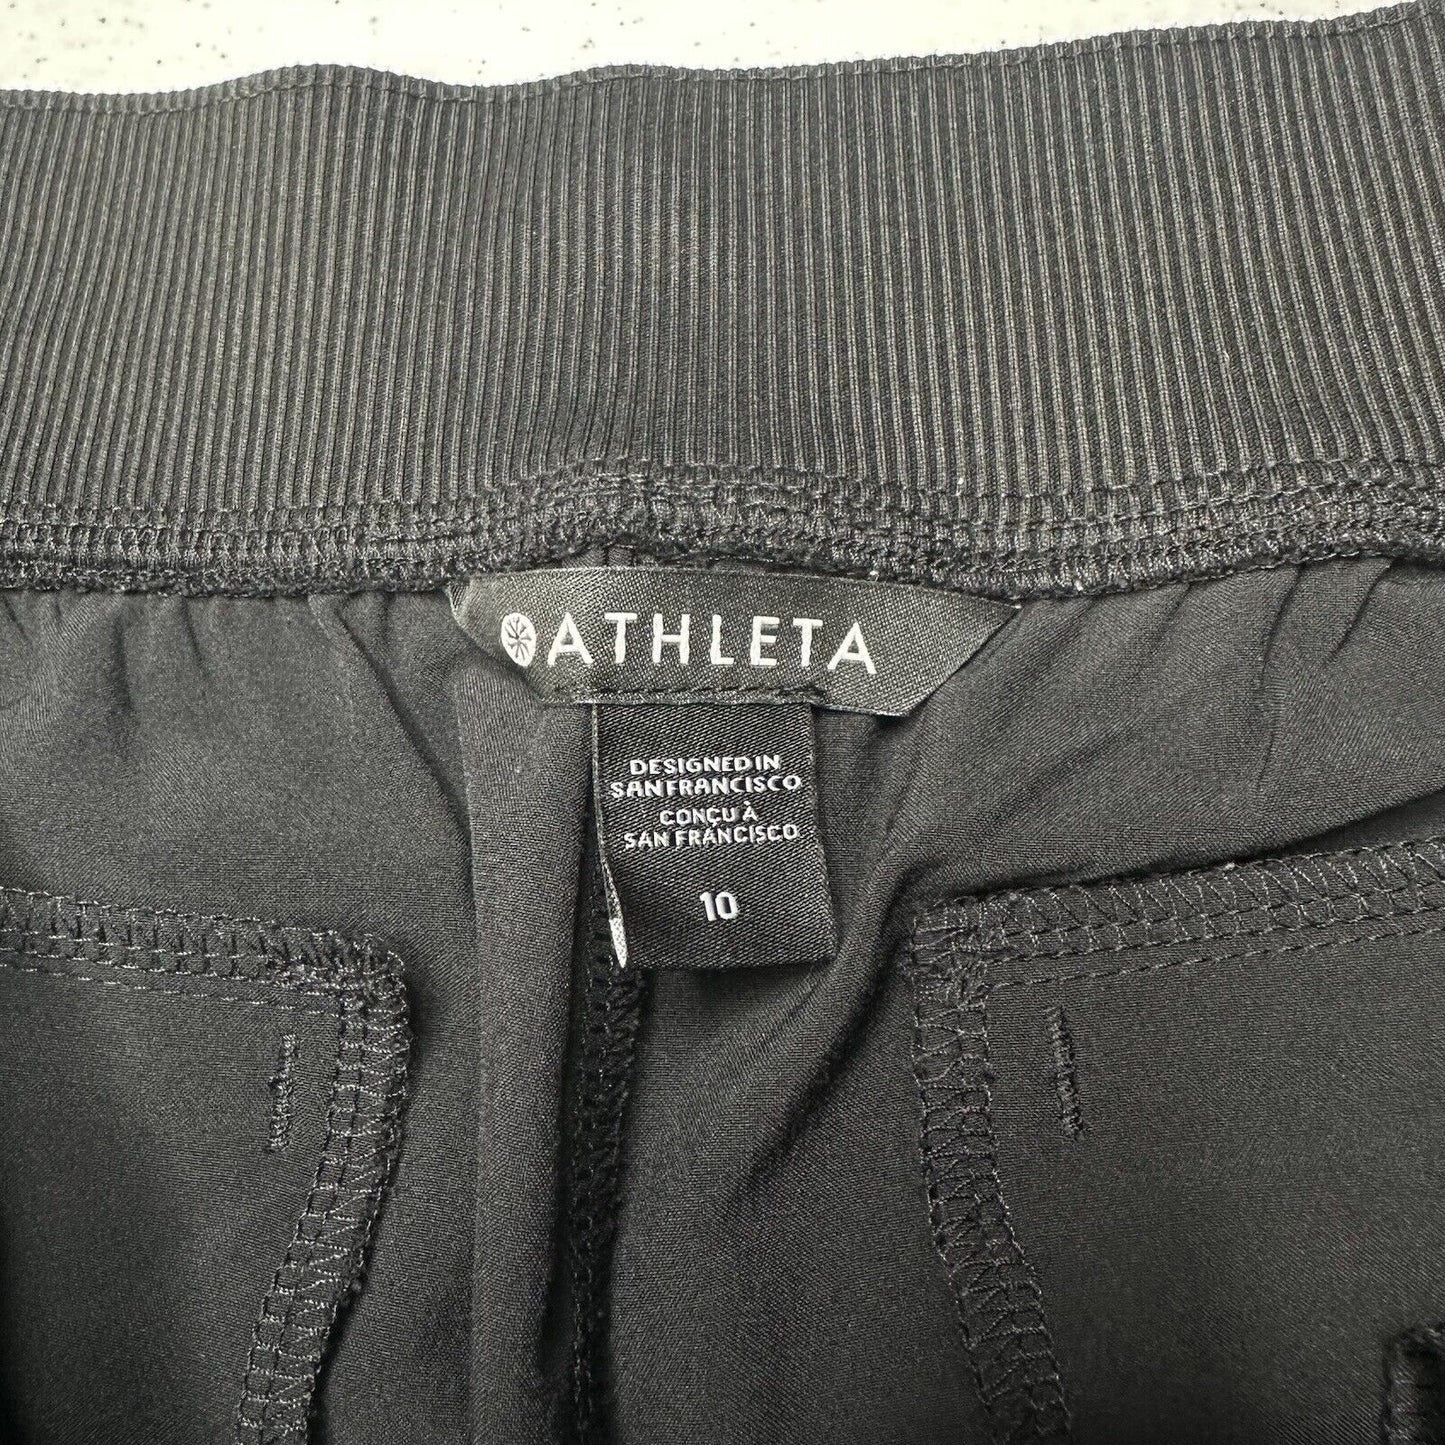 ATHLETA
DESIGNED IN
SAN FRANCISCO
CONÇU À
SAN FRANCISCO
10